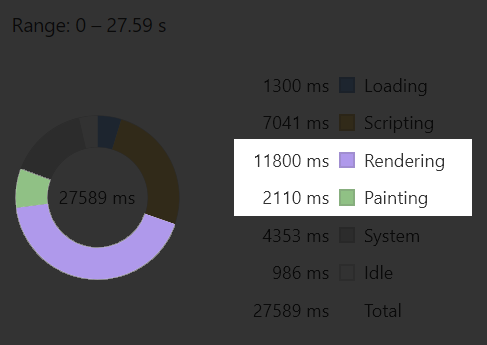 Range: 0 – 27.59 s
1300 ms Loading
7041 ms Scripting
11800 ms Rendering
27589 ms
2110 ms Painting
4353 ms System
986 ms Idle
27589 ms Total